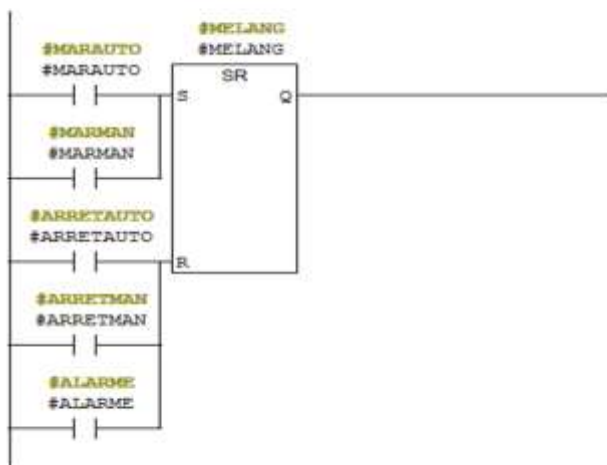 #MELANG
#MELANG
#MARAUTO
#MARAUTO
SR
S
Q
#MARMAN
#MARMAN
#ARRETAUTO
#ARRETAUTO
R
#ARRETMAN
#ARRETMAN
#ALARME
#ALARME